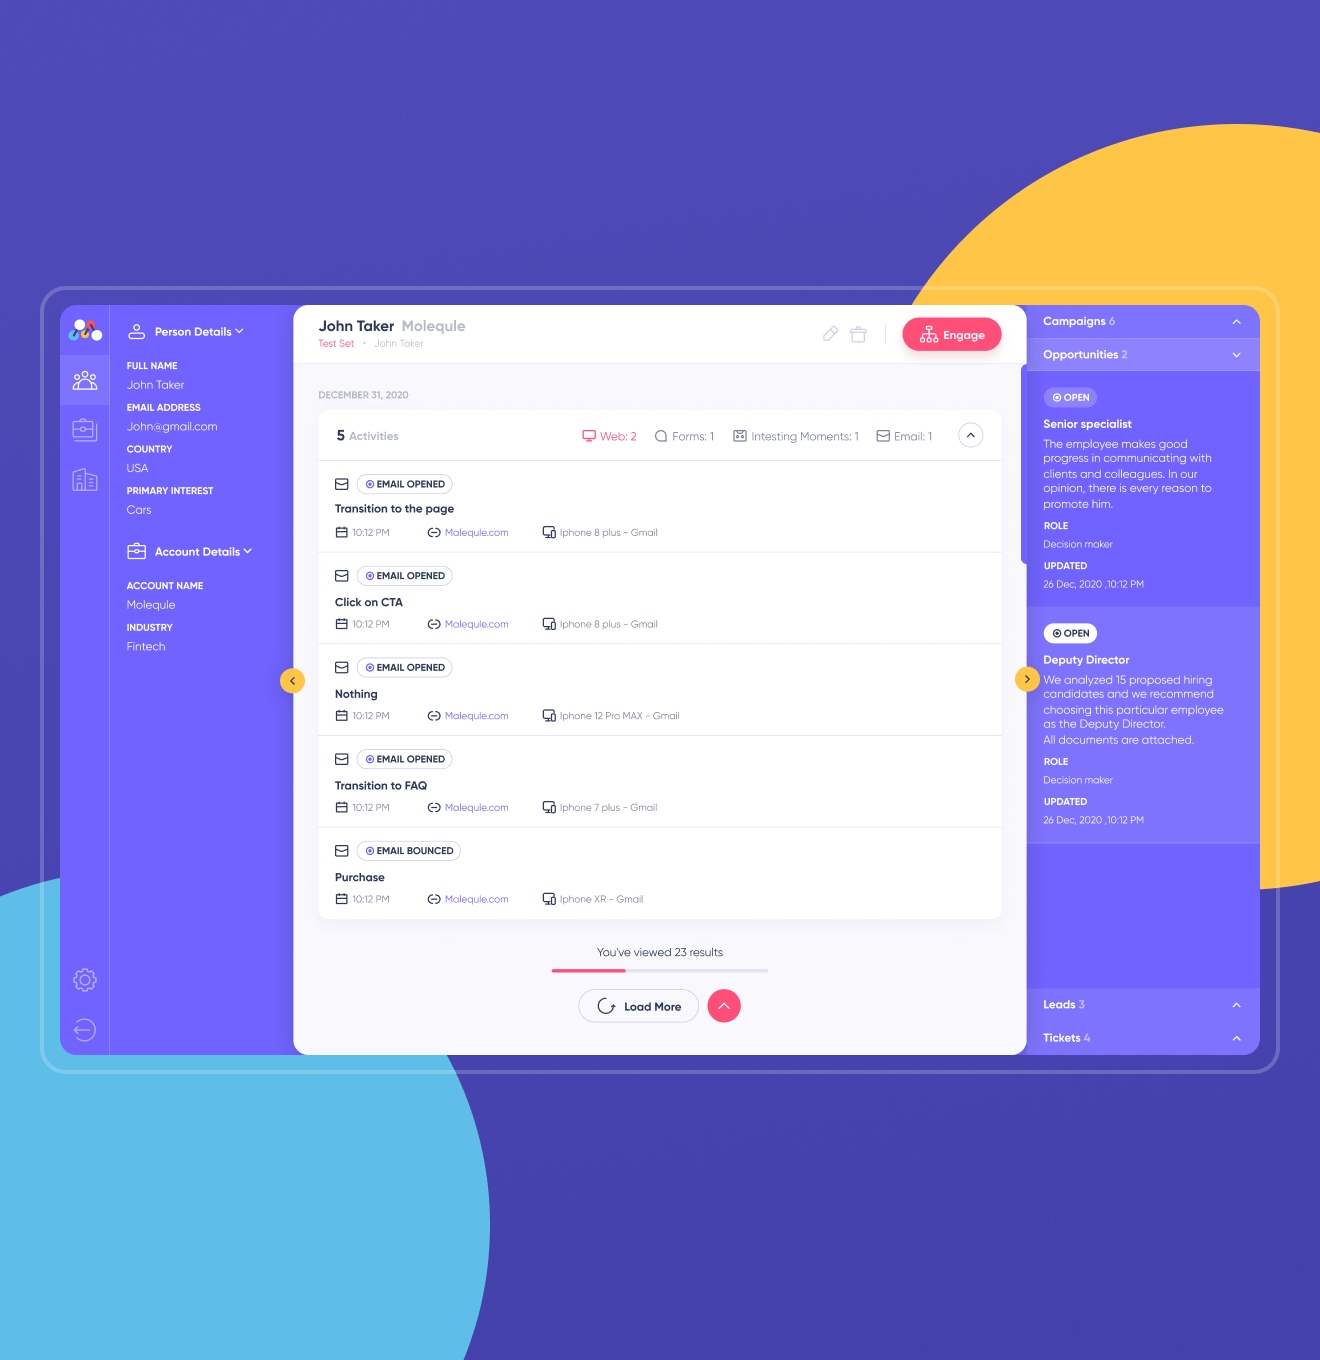 Person Details
FULL NAME
John Taker
EMAIL ADDRESS
John@gmail.com
COUNTRY
USA
PRIMARY INTEREST
Cars
Account Details
ACCOUNT NAME
Molequle
INDUSTRY
Fintech
John Taker Molequle
Test Set • John Taker
Engage
DECEMBER 31, 2020
5 Activities
Web: 2
Forms: 1
Intesting Moments: 1
Email: 1
EMAIL OPENED
Transition to the page
10:12 PM Malequle.com Iphone 8 plus - Gmail
EMAIL OPENED
Click on CTA
10:12 PM Malequle.com Iphone 8 plus - Gmail
EMAIL OPENED
Nothing
10:12 PM Malequle.com Iphone 12 Pro MAX - Gmail
EMAIL OPENED
Transition to FAQ
10:12 PM Malequle.com Iphone 7 plus - Gmail
EMAIL BOUNCED
Purchase
10:12 PM Malequle.com Iphone XR - Gmail
You've viewed 23 results
Load More
Campaigns 6
Opportunities 2
OPEN
Senior specialist
The employee makes good
progress in communicating with
clients and colleagues. In our
opinion, there is every reason to
promote him.
ROLE
Decision maker
UPDATED
26 Dec, 2020 ,10:12 PM
OPEN
Deputy Director
We analyzed 15 proposed hiring
candidates and we recommend
choosing this particular employee
as the Deputy Director.
All documents are attached.
ROLE
Decision maker
UPDATED
26 Dec, 2020 ,10:12 PM
Leads 3
Tickets 4